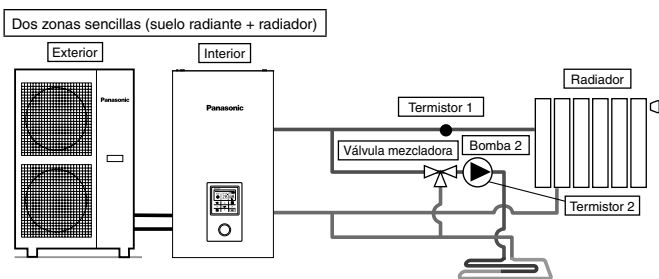 Dos zonas sencillas (suelo radiante + radiador)
Exterior
Interior
Radiador
Panasonic
Panasonic
Termistor 1
Válvula mezcladora
Bomba 2
Termistor 2